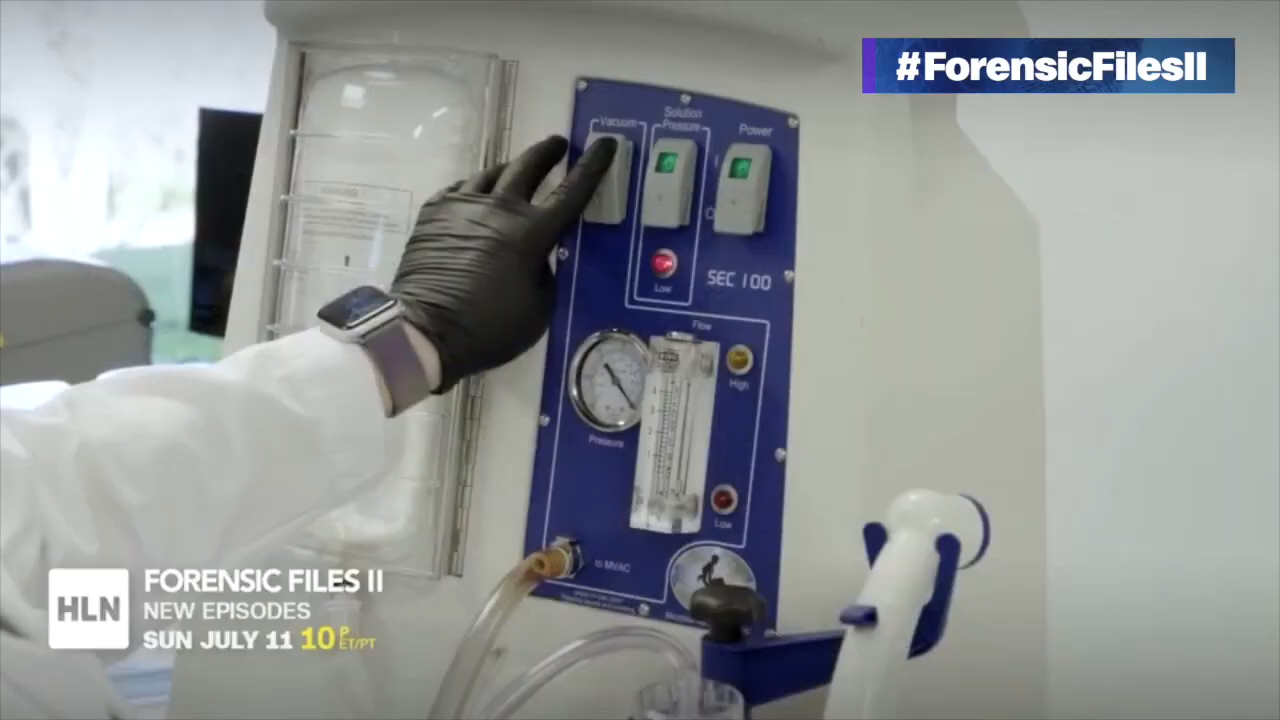 #ForensicFilesII
Vacuum
Solution
Pressure
Power
WARNING
Low
SEC 100
Flow
High
Pressure
Low
to MVAC
HLN
FORENSIC FILES II
NEW EPISODES
SUN JULY 11 10P
ET/PT